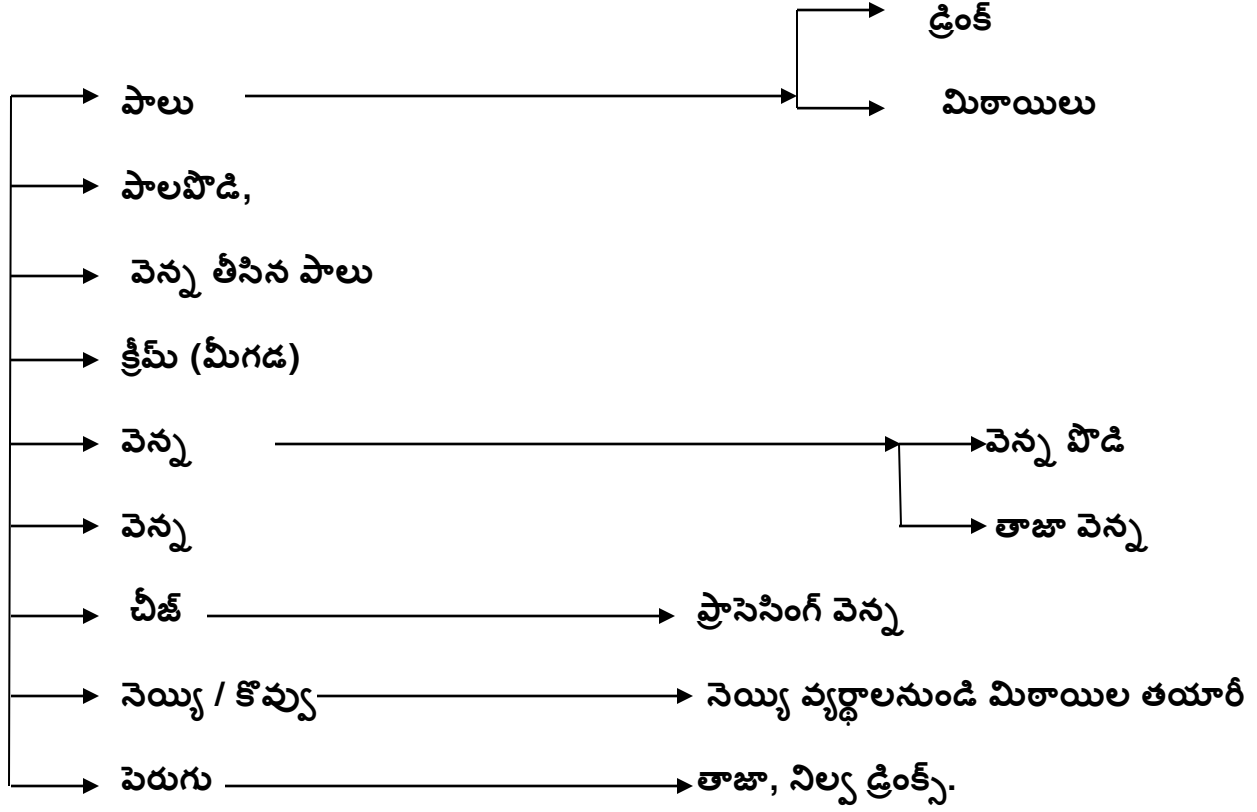 డ్రింక్
పాలు
మిఠాయిలు
పాలపొడి,
వెన్న తీసిన పాలు
క్రీమ్ (మీగడ)
వెన్న
వెన్న పొడి
వెన్న
తాజా వెన్న
చీజ్
ప్రాసెసింగ్ వెన్న
నెయ్యి / కొవ్వు
నెయ్యి వ్యర్థాలనుండి మిఠాయిల తయారీ
పెరుగు
తాజా, నిల్వ డ్రింక్స్.